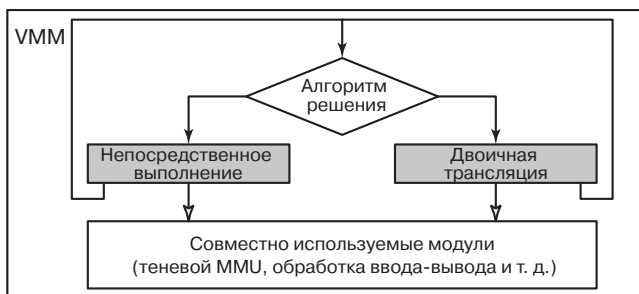 VMM
Алгоритм
решения
Непосредственное
выполнение
Двоичная
трансляция
Совместно используемые модули
(теневой MMU, обработка ввода-вывода и т. д.)